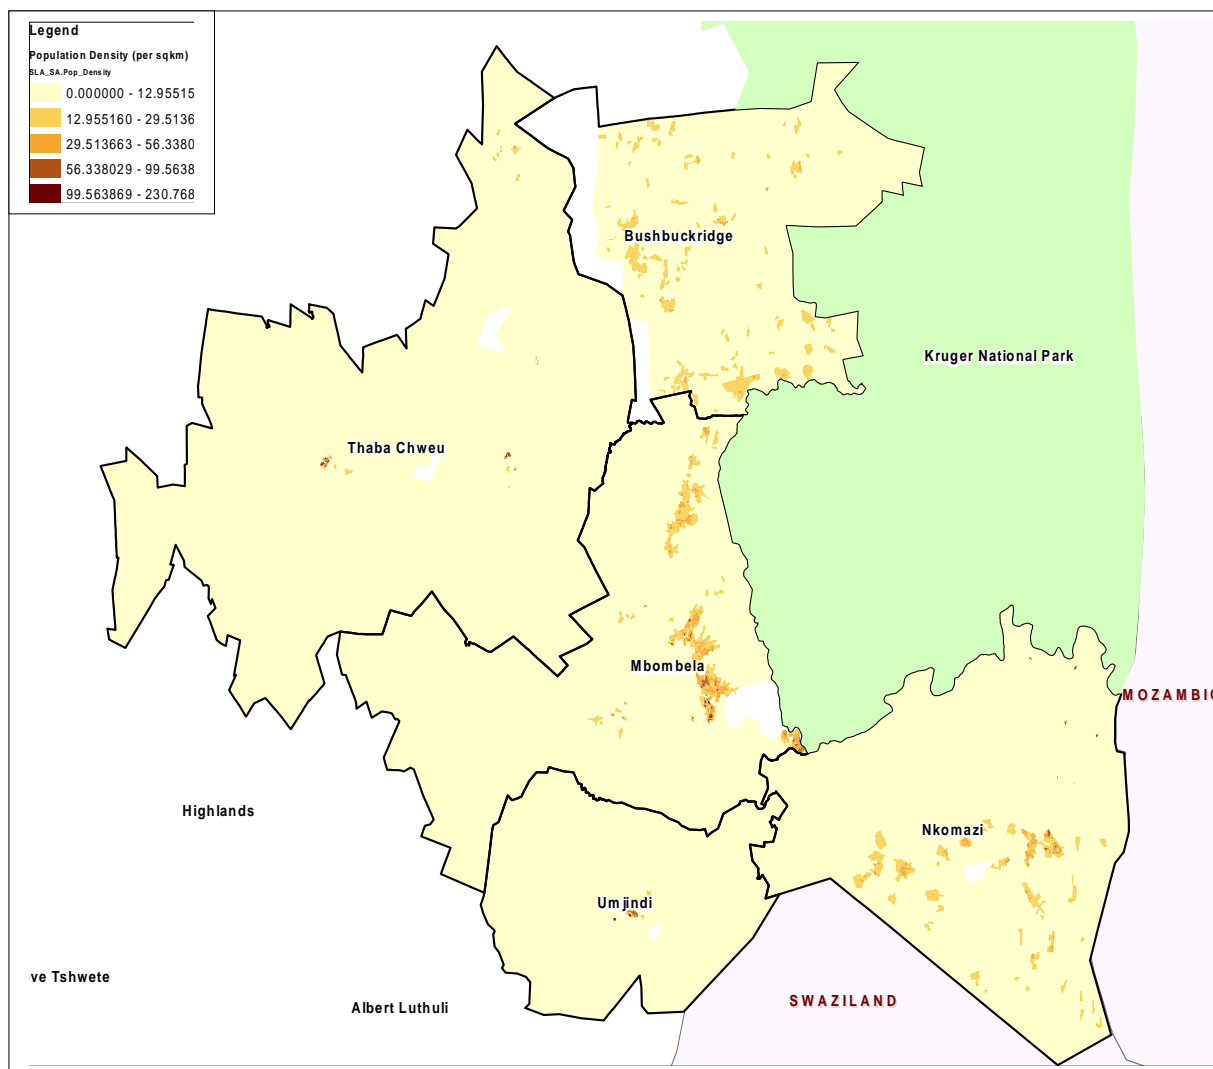 Legend
Population Density (per sqkm)
SLA_SA.Pop_Density
0.000000 - 12.95515
12.955160 - 29.5136
29.513663 - 56.3380
56.338029 - 99.5638
99.563869 - 230.768
Bushbuckridge
Kruger National Park
Thaba Chweu
Mbombela
MOZAMBIC
Highlands
Nkomazi
Umjindi
ve Tshwete
SWAZILAND
Albert Luthuli